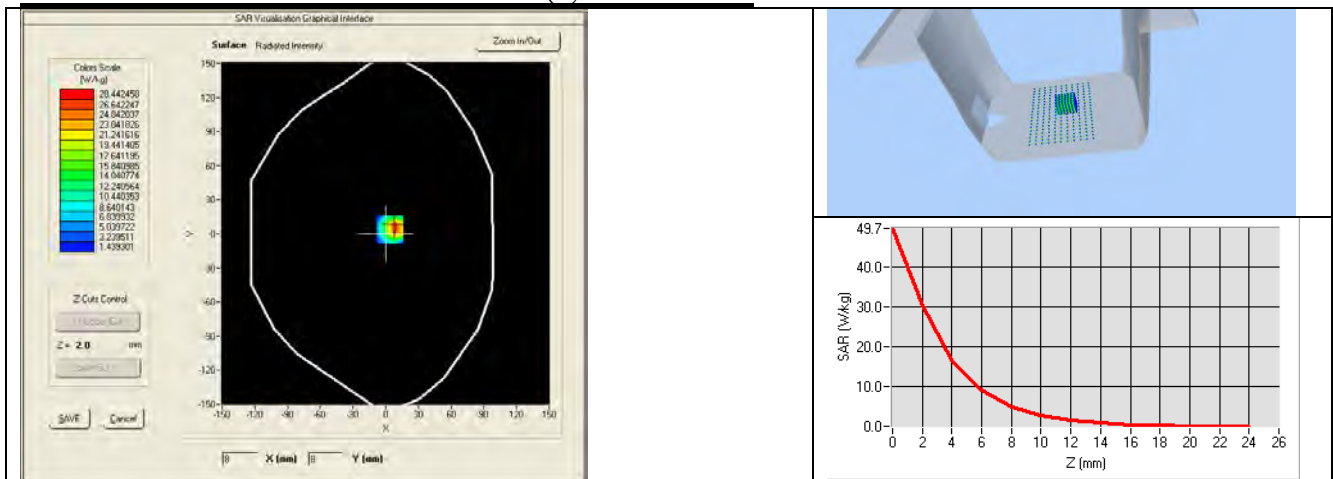 SAR Visualisation Graphical Interface
Surface Radiated Intensity
Zoom In/Out
Colors Scale
(W/kg)
28.442450
26.642247
24.842037
23.041826
21.241616
19.441405
17.641195
15.840985
14.040774
12.240564
10.440353
8.640143
6.839932
5.039722
3.239511
1.439301
Z-Cuts Control
Z = 2.0 mm
SAVE Cancel
150-
120-
90-
60-
30-
0-
-30-
-60-
-90-
-120-
-150-
Y
-150 -120 -90 -60 -30 0 30 60 90 120 150
X
8 X (mm) 8 Y (mm)
49.7-
40.0-
30.0-
20.0-
10.0-
0.0-
SAR (W/kg)
0 2 4 6 8 10 12 14 16 18 20 22 24 26
Z (mm)